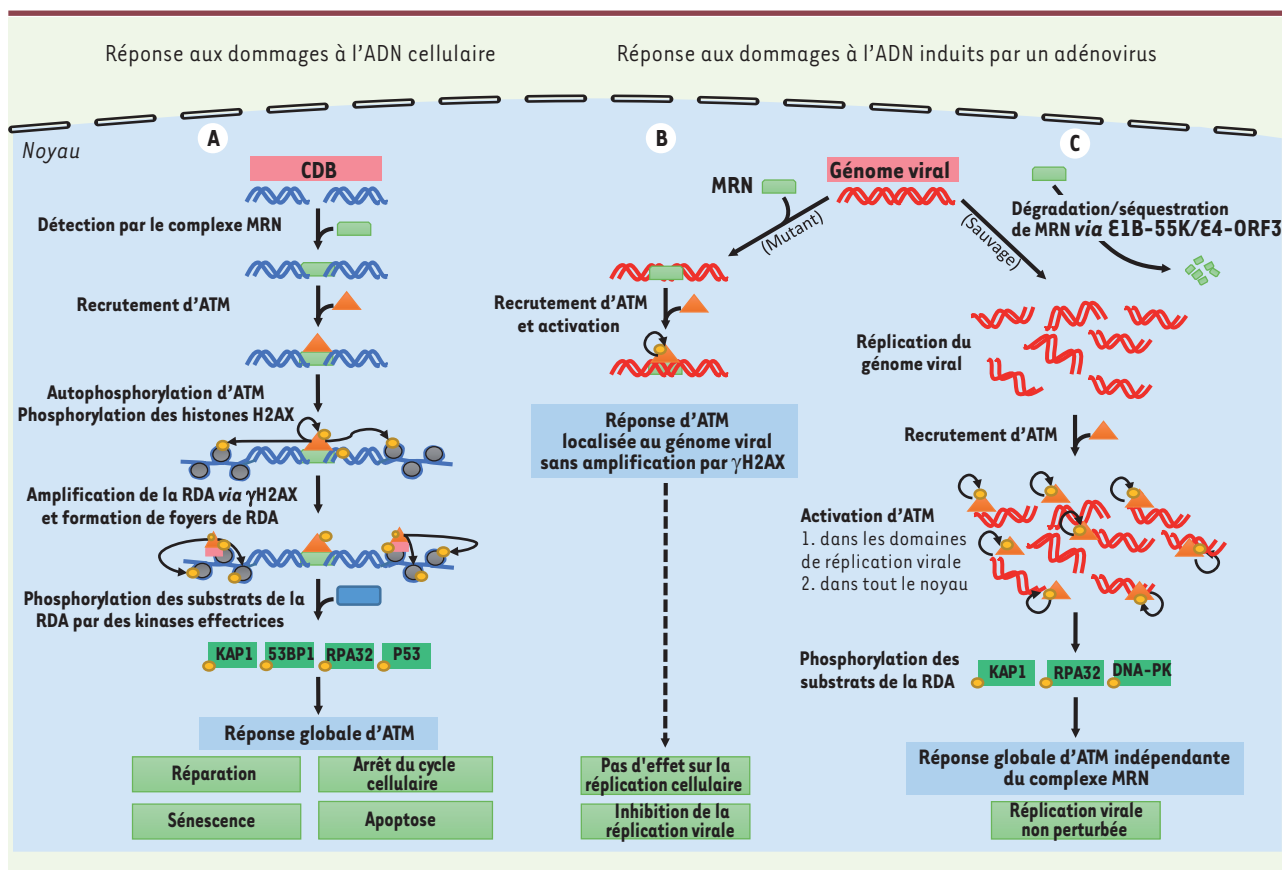 Réponse aux dommages à l'ADN cellulaire
Réponse aux dommages à l'ADN induits par un adénovirus
Noyau
A
CDB
Détection par le complexe MRN
Recrutement d'ATM
Autophosphorylation d'ATM
Phosphorylation des histones H2AX
Amplification de la RDA via γH2AX
et formation de foyers de RDA
Phosphorylation des substrats de la
RDA par des kinases effectrices
KAP1
53BP1
RPA32
P53
Réponse globale d'ATM
Réparation
Arrêt du cycle
cellulaire
Sénescence
Apoptose
B
MRN
Génome viral
(Mutant)
(Sauvage)
Recrutement d'ATM
et activation
Réponse d'ATM
localisée au génome viral
sans amplification par γH2AX
Pas d'effet sur la
réplication cellulaire
Inhibition de la
réplication virale
C
Dégradation/séquestration
de MRN via E1B-55K/E4-ORF3
Réplication du
génome viral
Recrutement d'ATM
Activation d'ATM
1. dans les domaines
de réplication virale
2. dans tout le noyau
Phosphorylation des
substrats de la RDA
KAP1
RPA32
DNA-PK
Réponse globale d'ATM indépendante
du complexe MRN
Réplication virale
non perturbée